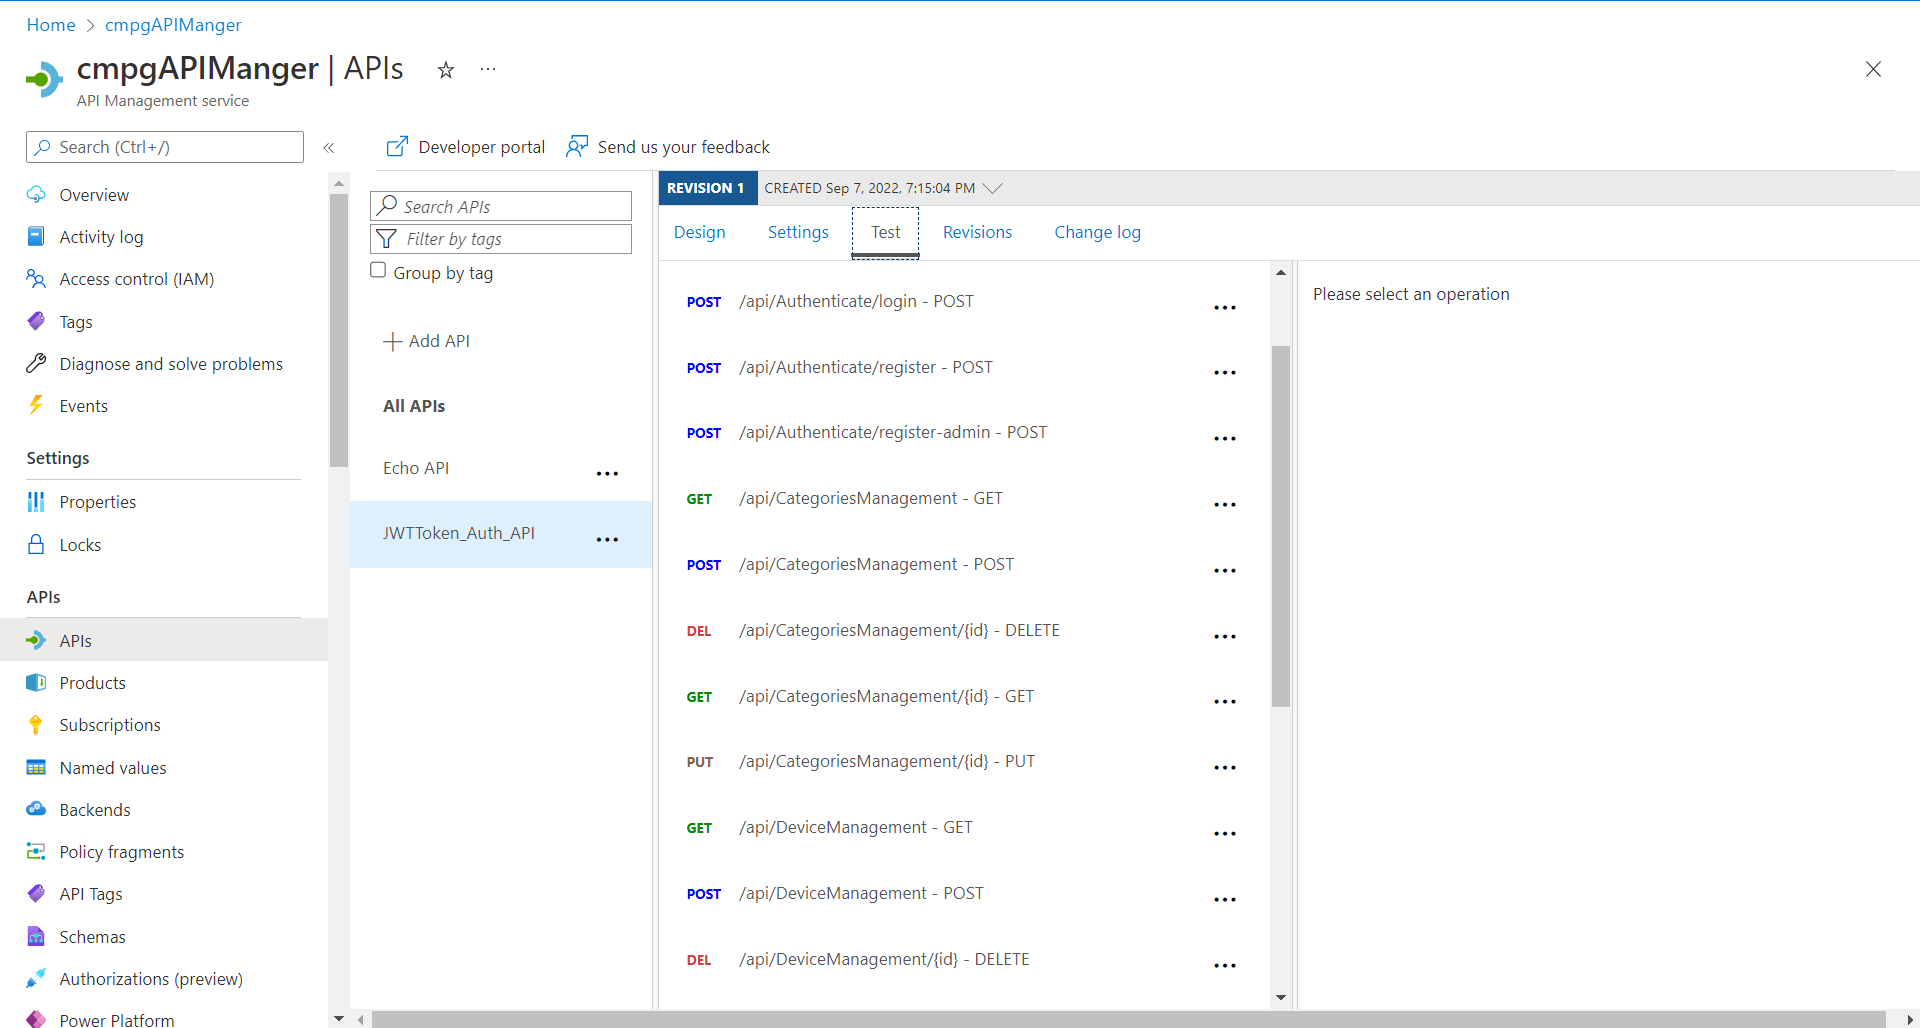 Home > cmpgAPIManger
cmpgAPIManger | APIs
API Management service
Search (Ctrl+/)
Overview
Activity log
Access control (IAM)
Tags
Diagnose and solve problems
Events
Settings
Properties
Locks
APIs
APIs
Products
Subscriptions
Named values
Backends
Policy fragments
API Tags
Schemas
Authorizations (preview)
Power Platform
Developer portal
Send us your feedback
Search APIs
Filter by tags
Group by tag
Add API
All APIs
Echo API
JWTToken_Auth_API
REVISION 1 CREATED Sep 7, 2022, 7:15:04 PM
Design Settings Test Revisions Change log
POST /api/Authenticate/login - POST
POST /api/Authenticate/register - POST
POST /api/Authenticate/register-admin - POST
GET /api/CategoriesManagement - GET
POST /api/CategoriesManagement - POST
DEL /api/CategoriesManagement/{id} - DELETE
GET /api/CategoriesManagement/{id} - GET
PUT /api/CategoriesManagement/{id} - PUT
GET /api/DeviceManagement - GET
POST /api/DeviceManagement - POST
DEL /api/DeviceManagement/{id} - DELETE
Please select an operation